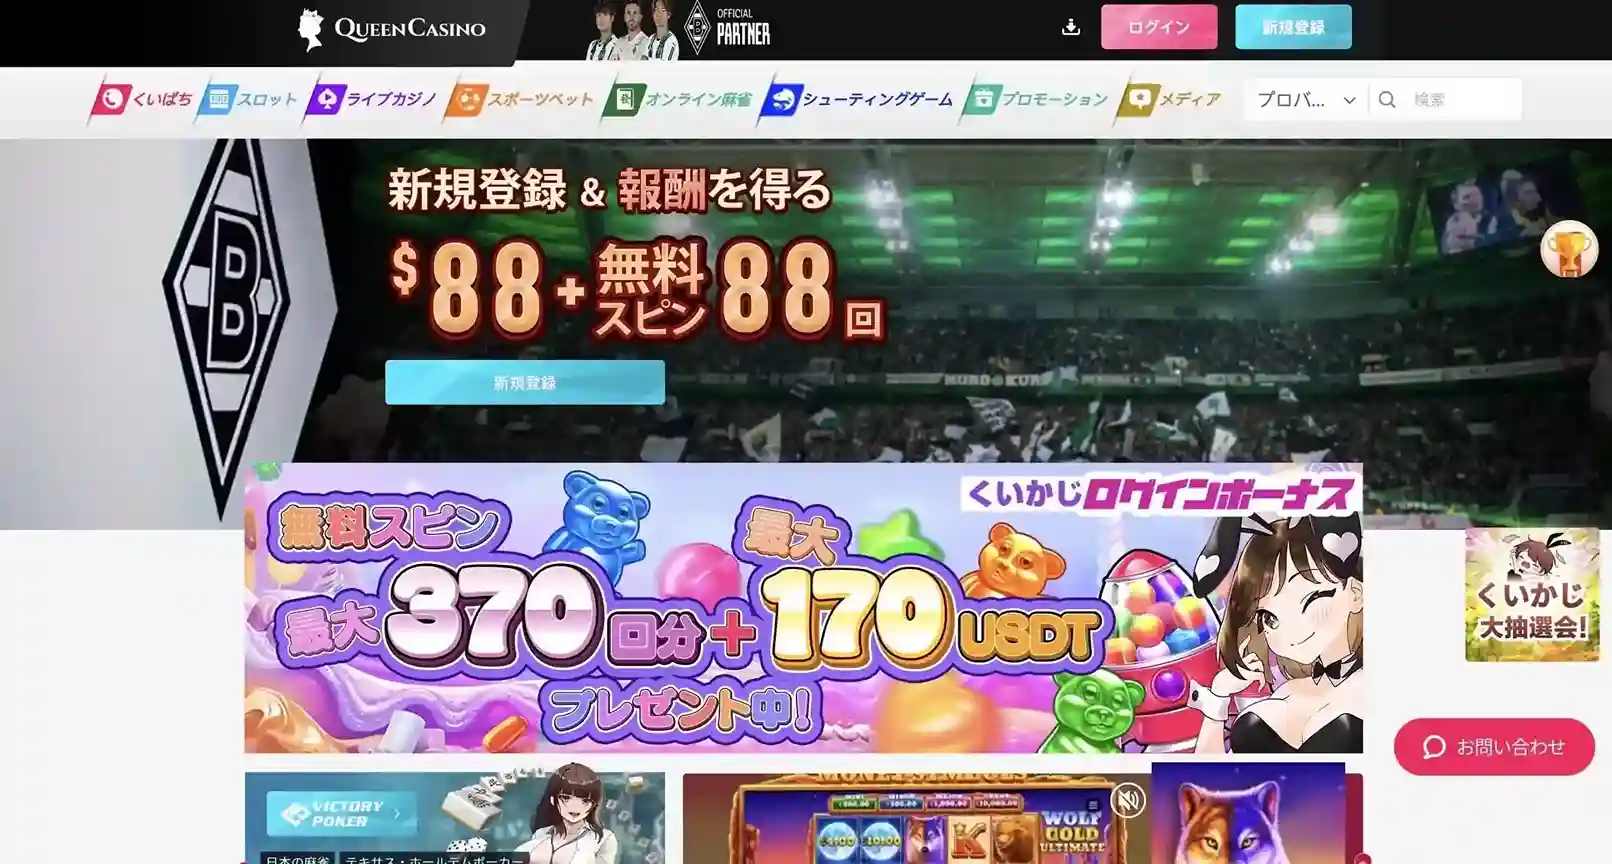 QUEENCASINO
OFFICIAL
PARTNER
ログイン
新規登録
くいぱち
スロット
ライブカジノ
スポーツベット
オンライン麻雀
シューティングゲーム
プロモーション
メディア
プロバ...
検索
新規登録 & 報酬を得る
$88+無料スピン88回
新規登録
くいかじログインボーナス
無料スピン
最大370回分+最大170USDT
プレゼント中!
くいかじ
大抽選会!
お問い合わせ
VICTORY
POKER
日本の麻雀
テキサス・ホールデムポーカー
WOLF
GOLD
ULTIMATE